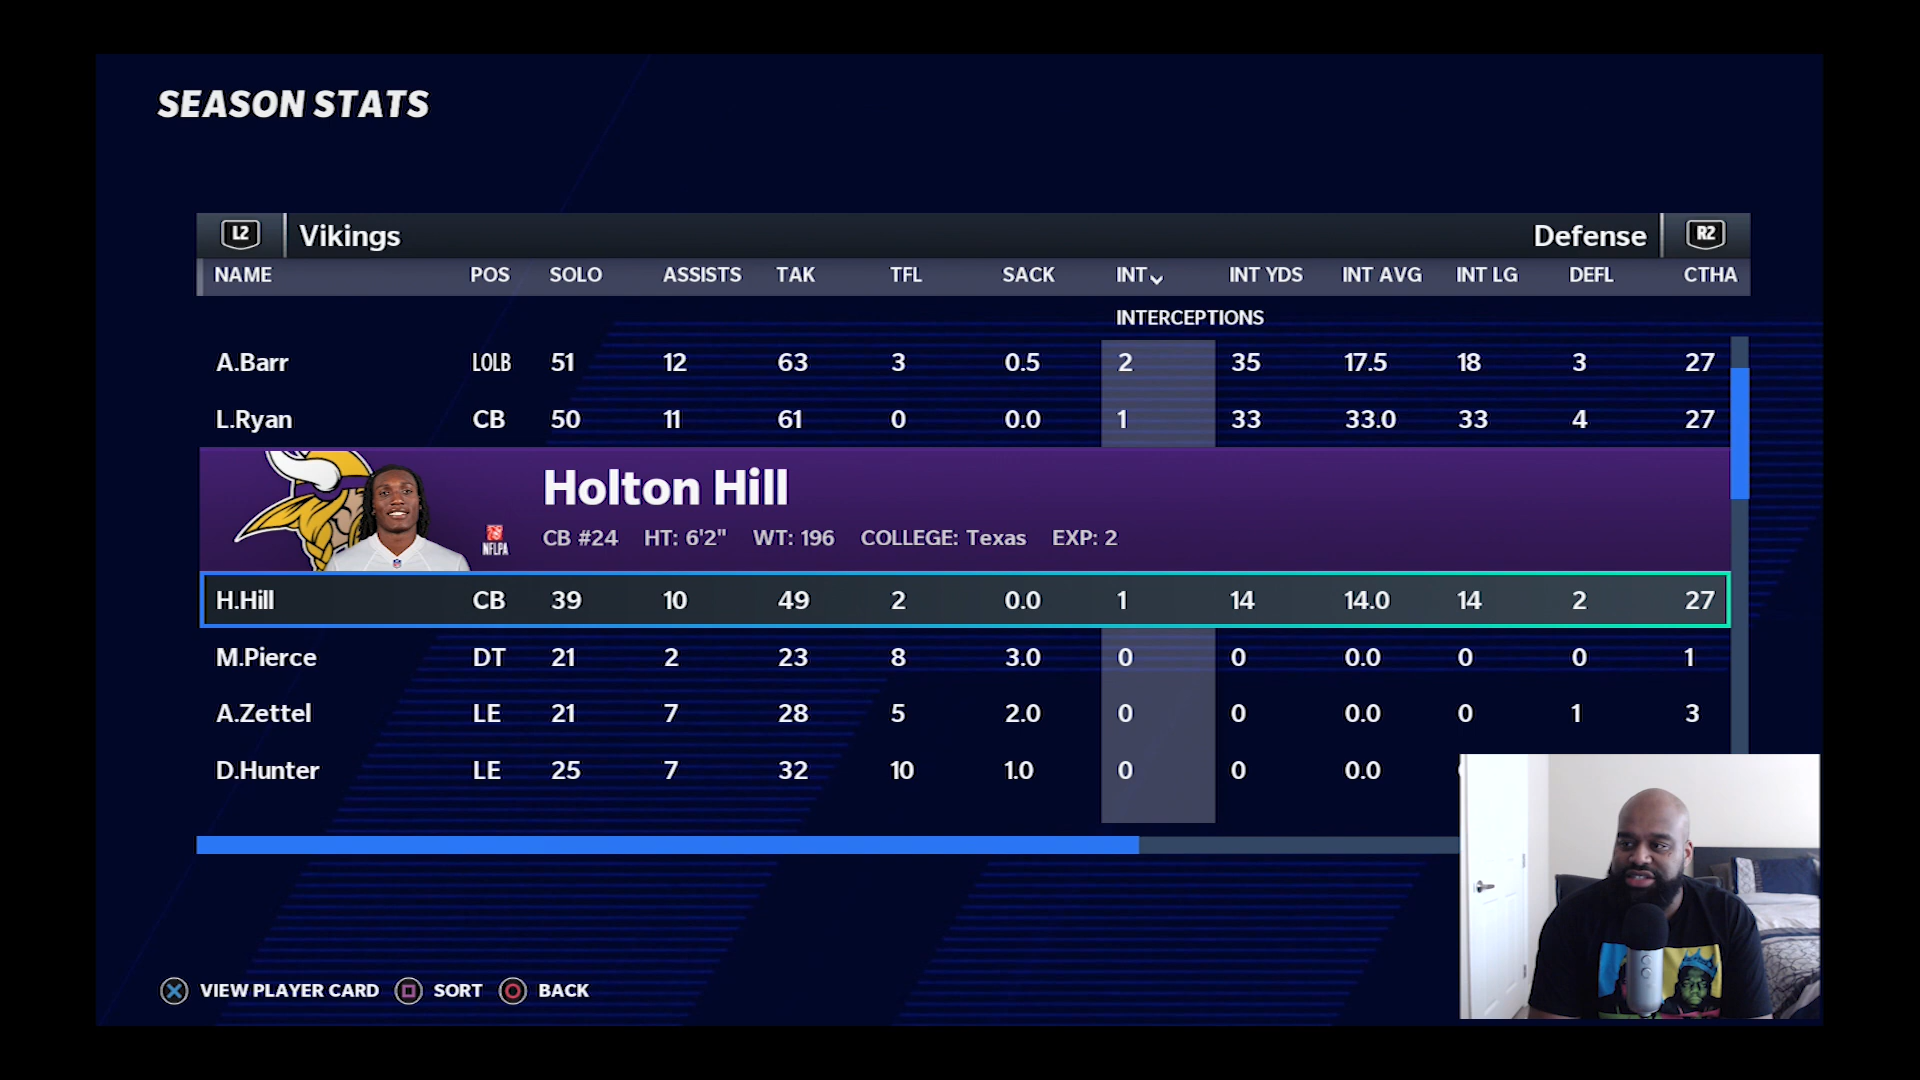 SEASON STATS
L2 Vikings Defense R2
NAME POS SOLO ASSISTS TAK TFL SACK INT INT YDS INT AVG INT LG DEFL CTHA
INTERCEPTIONS
A.Barr LOLB 51 12 63 3 0.5 2 35 17.5 18 3 27
L.Ryan CB 50 11 61 0 0.0 1 33 33.0 33 4 27
Holton Hill
NFLPA CB #24 HT: 6'2" WT: 196 COLLEGE: Texas EXP: 2
H.Hill CB 39 10 49 2 0.0 1 14 14.0 14 2 27
M.Pierce DT 21 2 23 8 3.0 0 0 0.0 0 0 1
A.Zettel LE 21 7 28 5 2.0 0 0 0.0 0 1 3
D.Hunter LE 25 7 32 10 1.0 0 0 0.0
VIEW PLAYER CARD SORT BACK